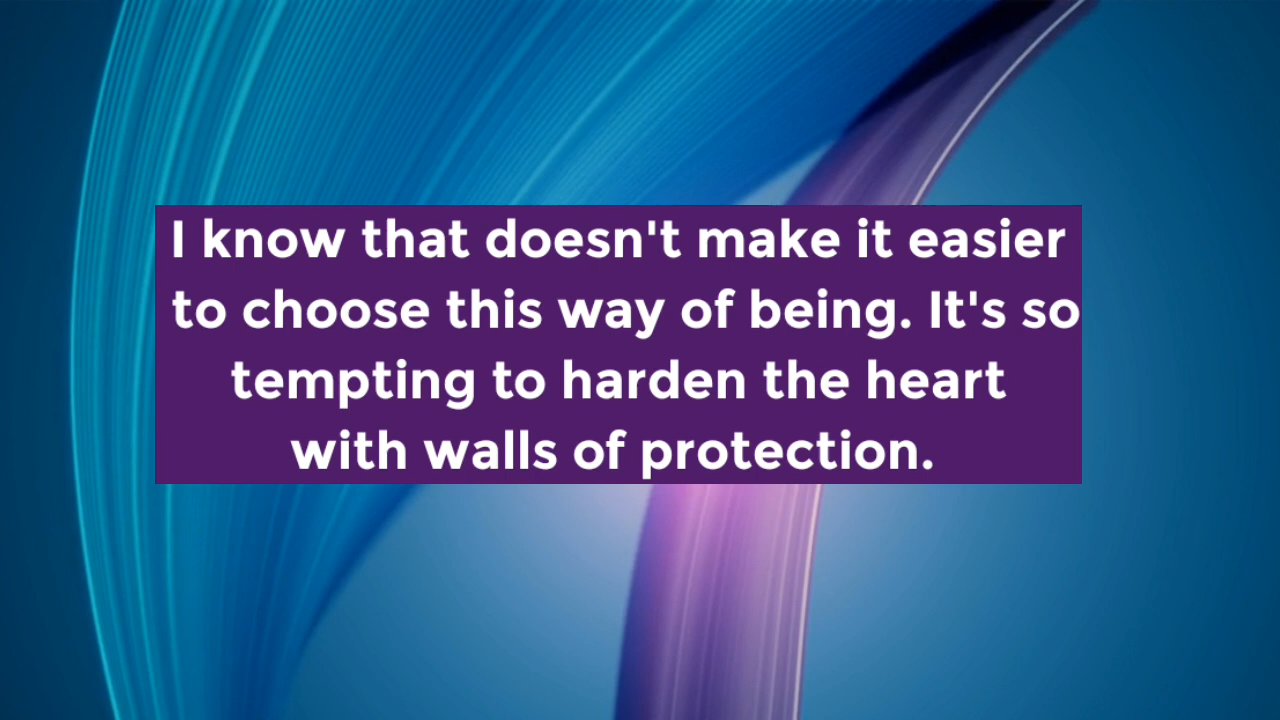 I know that doesn't make it easier
to choose this way of being. It's so
tempting to harden the heart
with walls of protection.